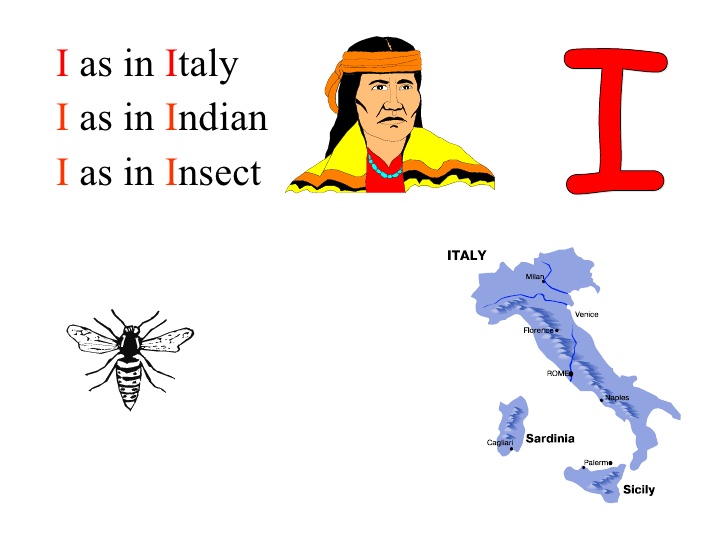 I as in Italy
I as in Indian
I as in Insect
I
ITALY
Milan
Venice
Florence
ROME
Naples
Cagliari
Sardinia
Palermo
Sicily